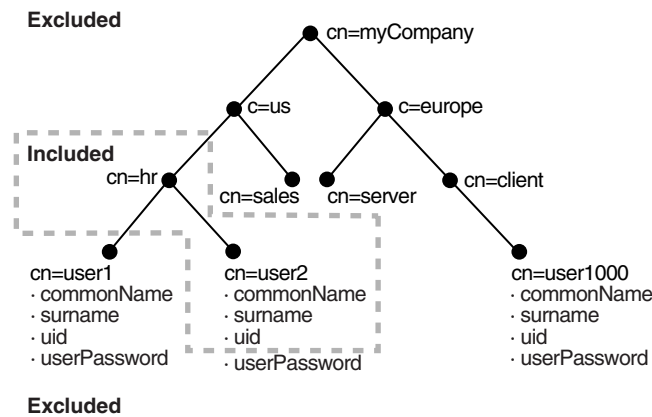 Excluded
cn=myCompany
c=us
c=europe
Included
cn=hr
cn=sales
cn=server
cn=client
cn=user1
· commonName
· surname
· uid
· userPassword
cn=user2
· commonName
· surname
· uid
· userPassword
cn=user1000
· commonName
· surname
· uid
· userPassword
Excluded